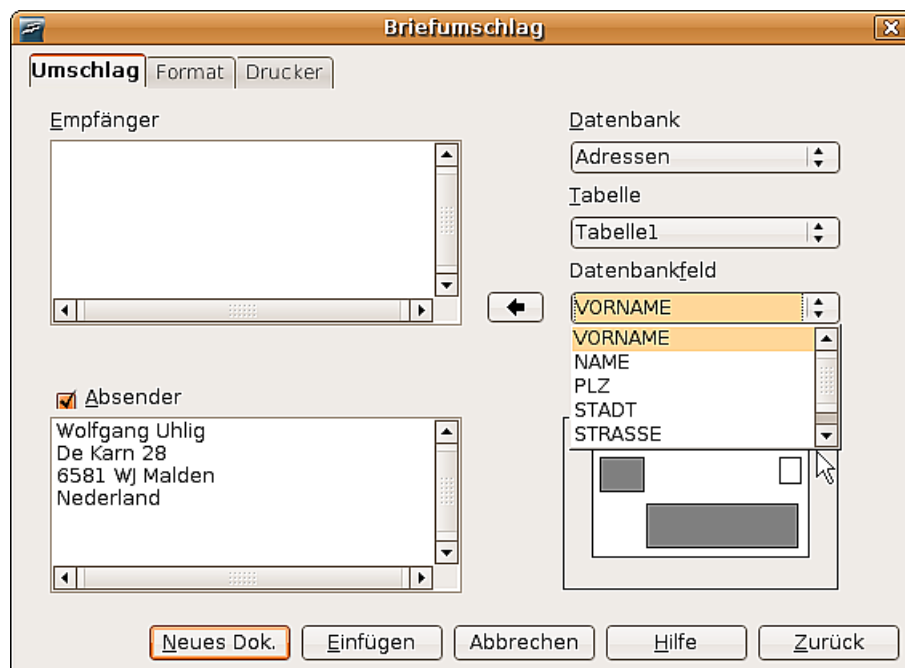 Briefumschlag
Umschlag Format Drucker
Empfänger
Datenbank
Adressen
Tabelle
Tabelle1
Datenbankfeld
VORNAME
VORNAME
NAME
PLZ
STADT
STRASSE
Absender
Wolfgang Uhlig
De Karn 28
6581 WJ Malden
Nederland
Neues Dok. Einfügen Abbrechen Hilfe Zurück